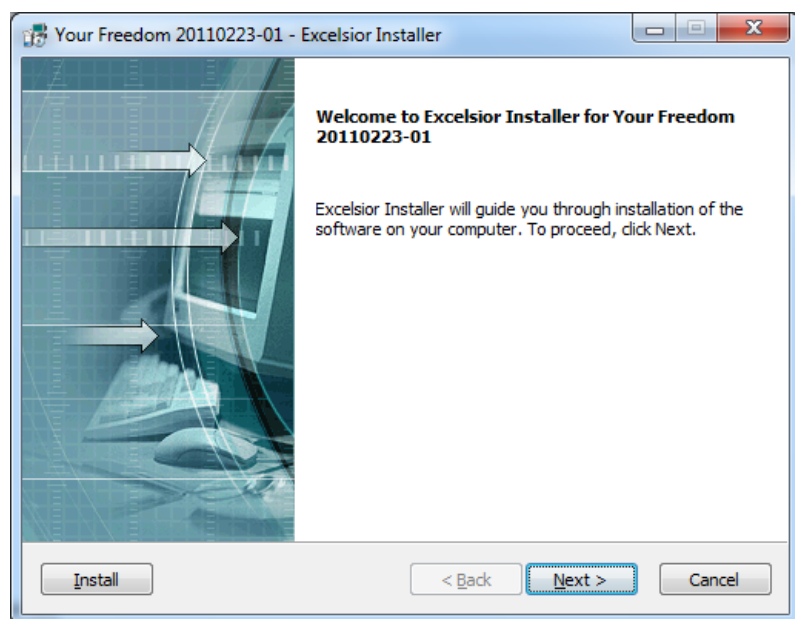 Your Freedom 20110223-01 - Excelsior Installer
Welcome to Excelsior Installer for Your Freedom
20110223-01
Excelsior Installer will guide you through installation of the
software on your computer. To proceed, click Next.
Install
< Back
Next >
Cancel